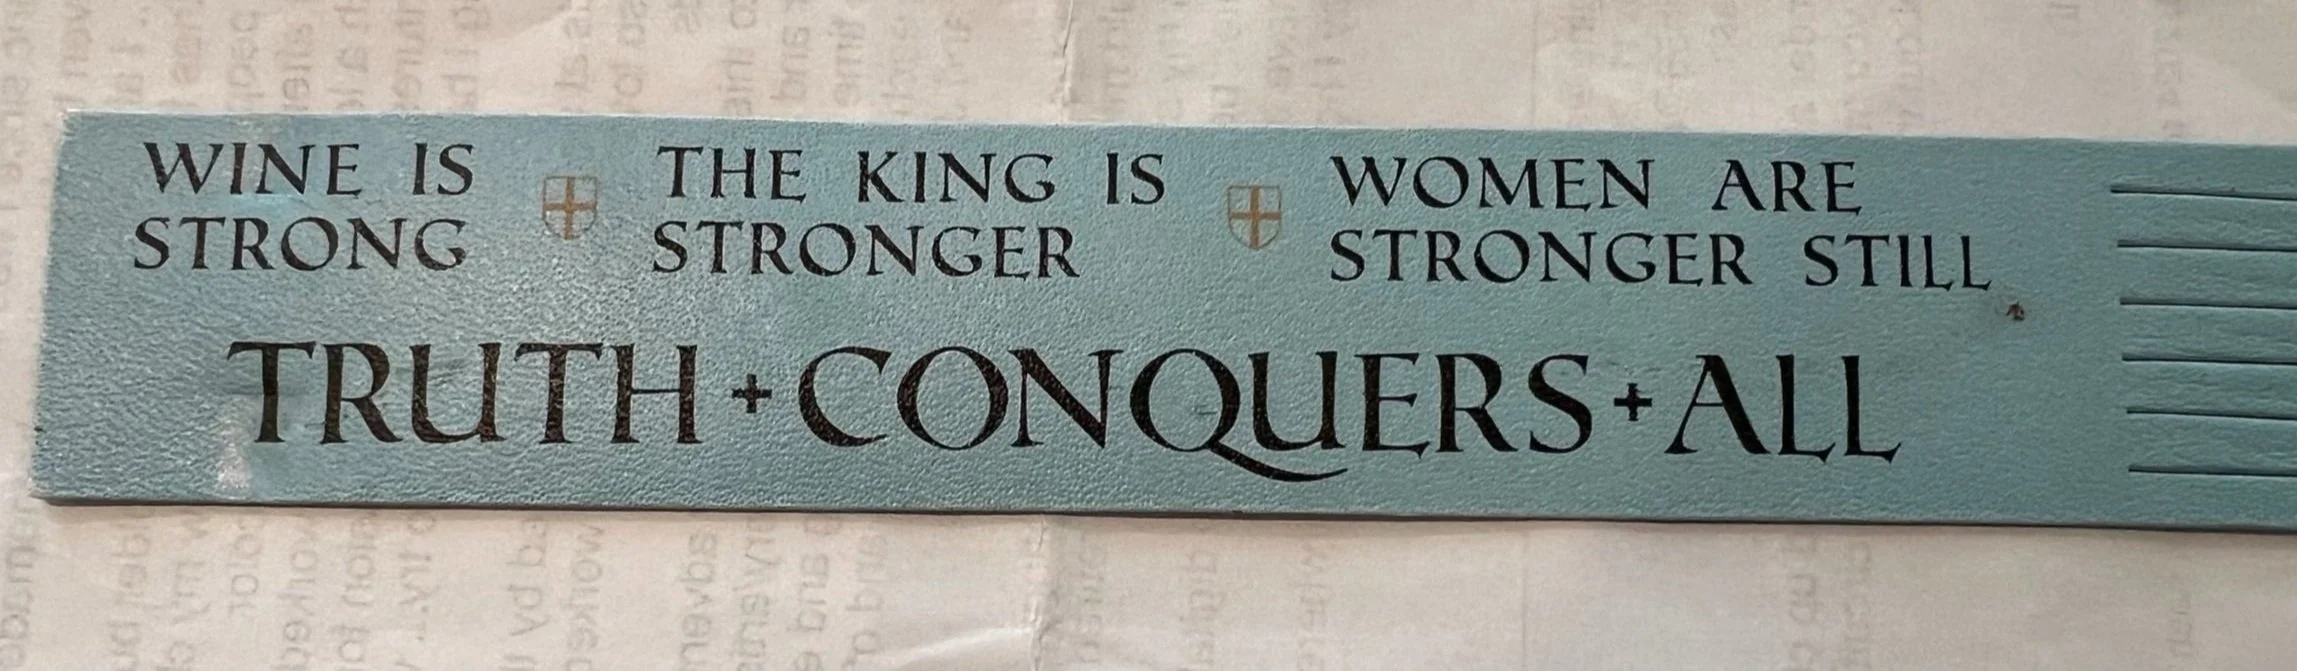 WINE IS THE KING IS WOMEN ARE
STRONG STRONGER STRONGER STILL
TRUTH + CONQUERS + ALL